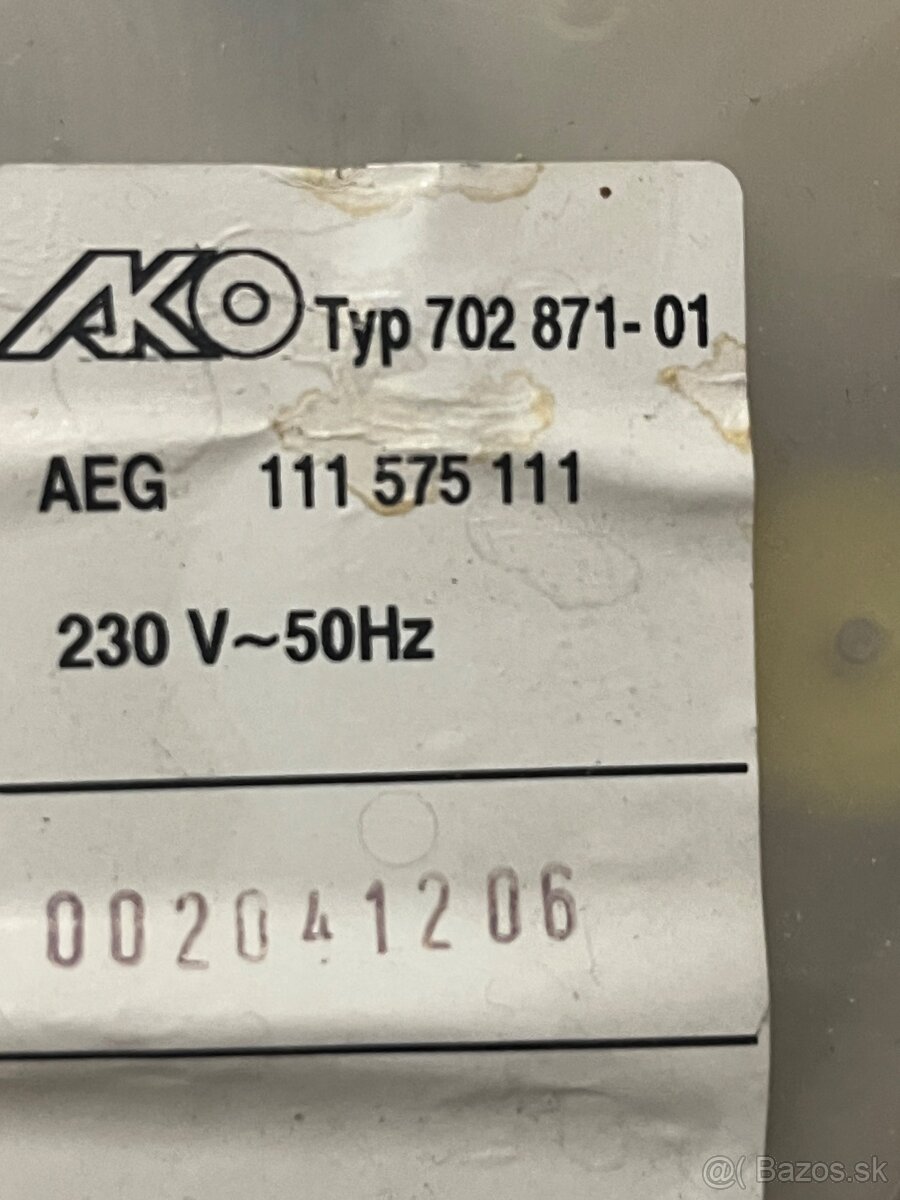 AKO Typ 702 871-01
AEG 111 575 111
230 V~50Hz
002041206
@( Bazos.sk